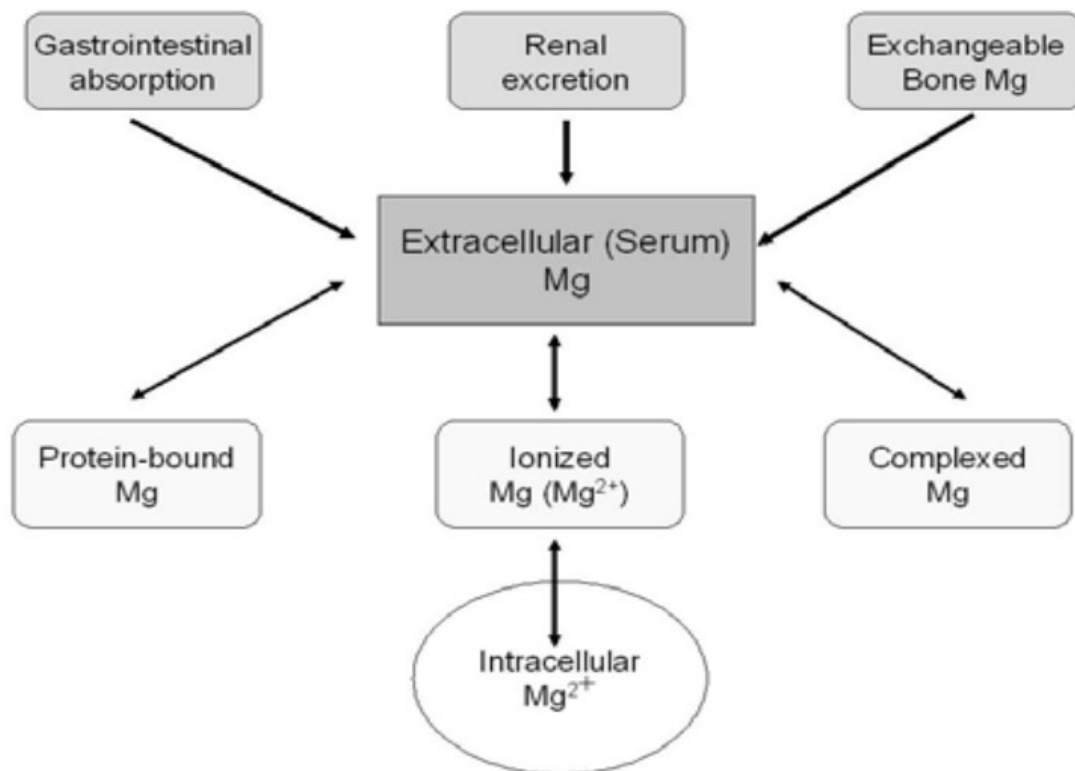 Gastrointestinal
absorption
Renal
excretion
Exchangeable
Bone Mg
Extracellular (Serum)
Mg
Protein-bound
Mg
Ionized
Mg (Mg²⁺)
Complexed
Mg
Intracellular
Mg²⁺